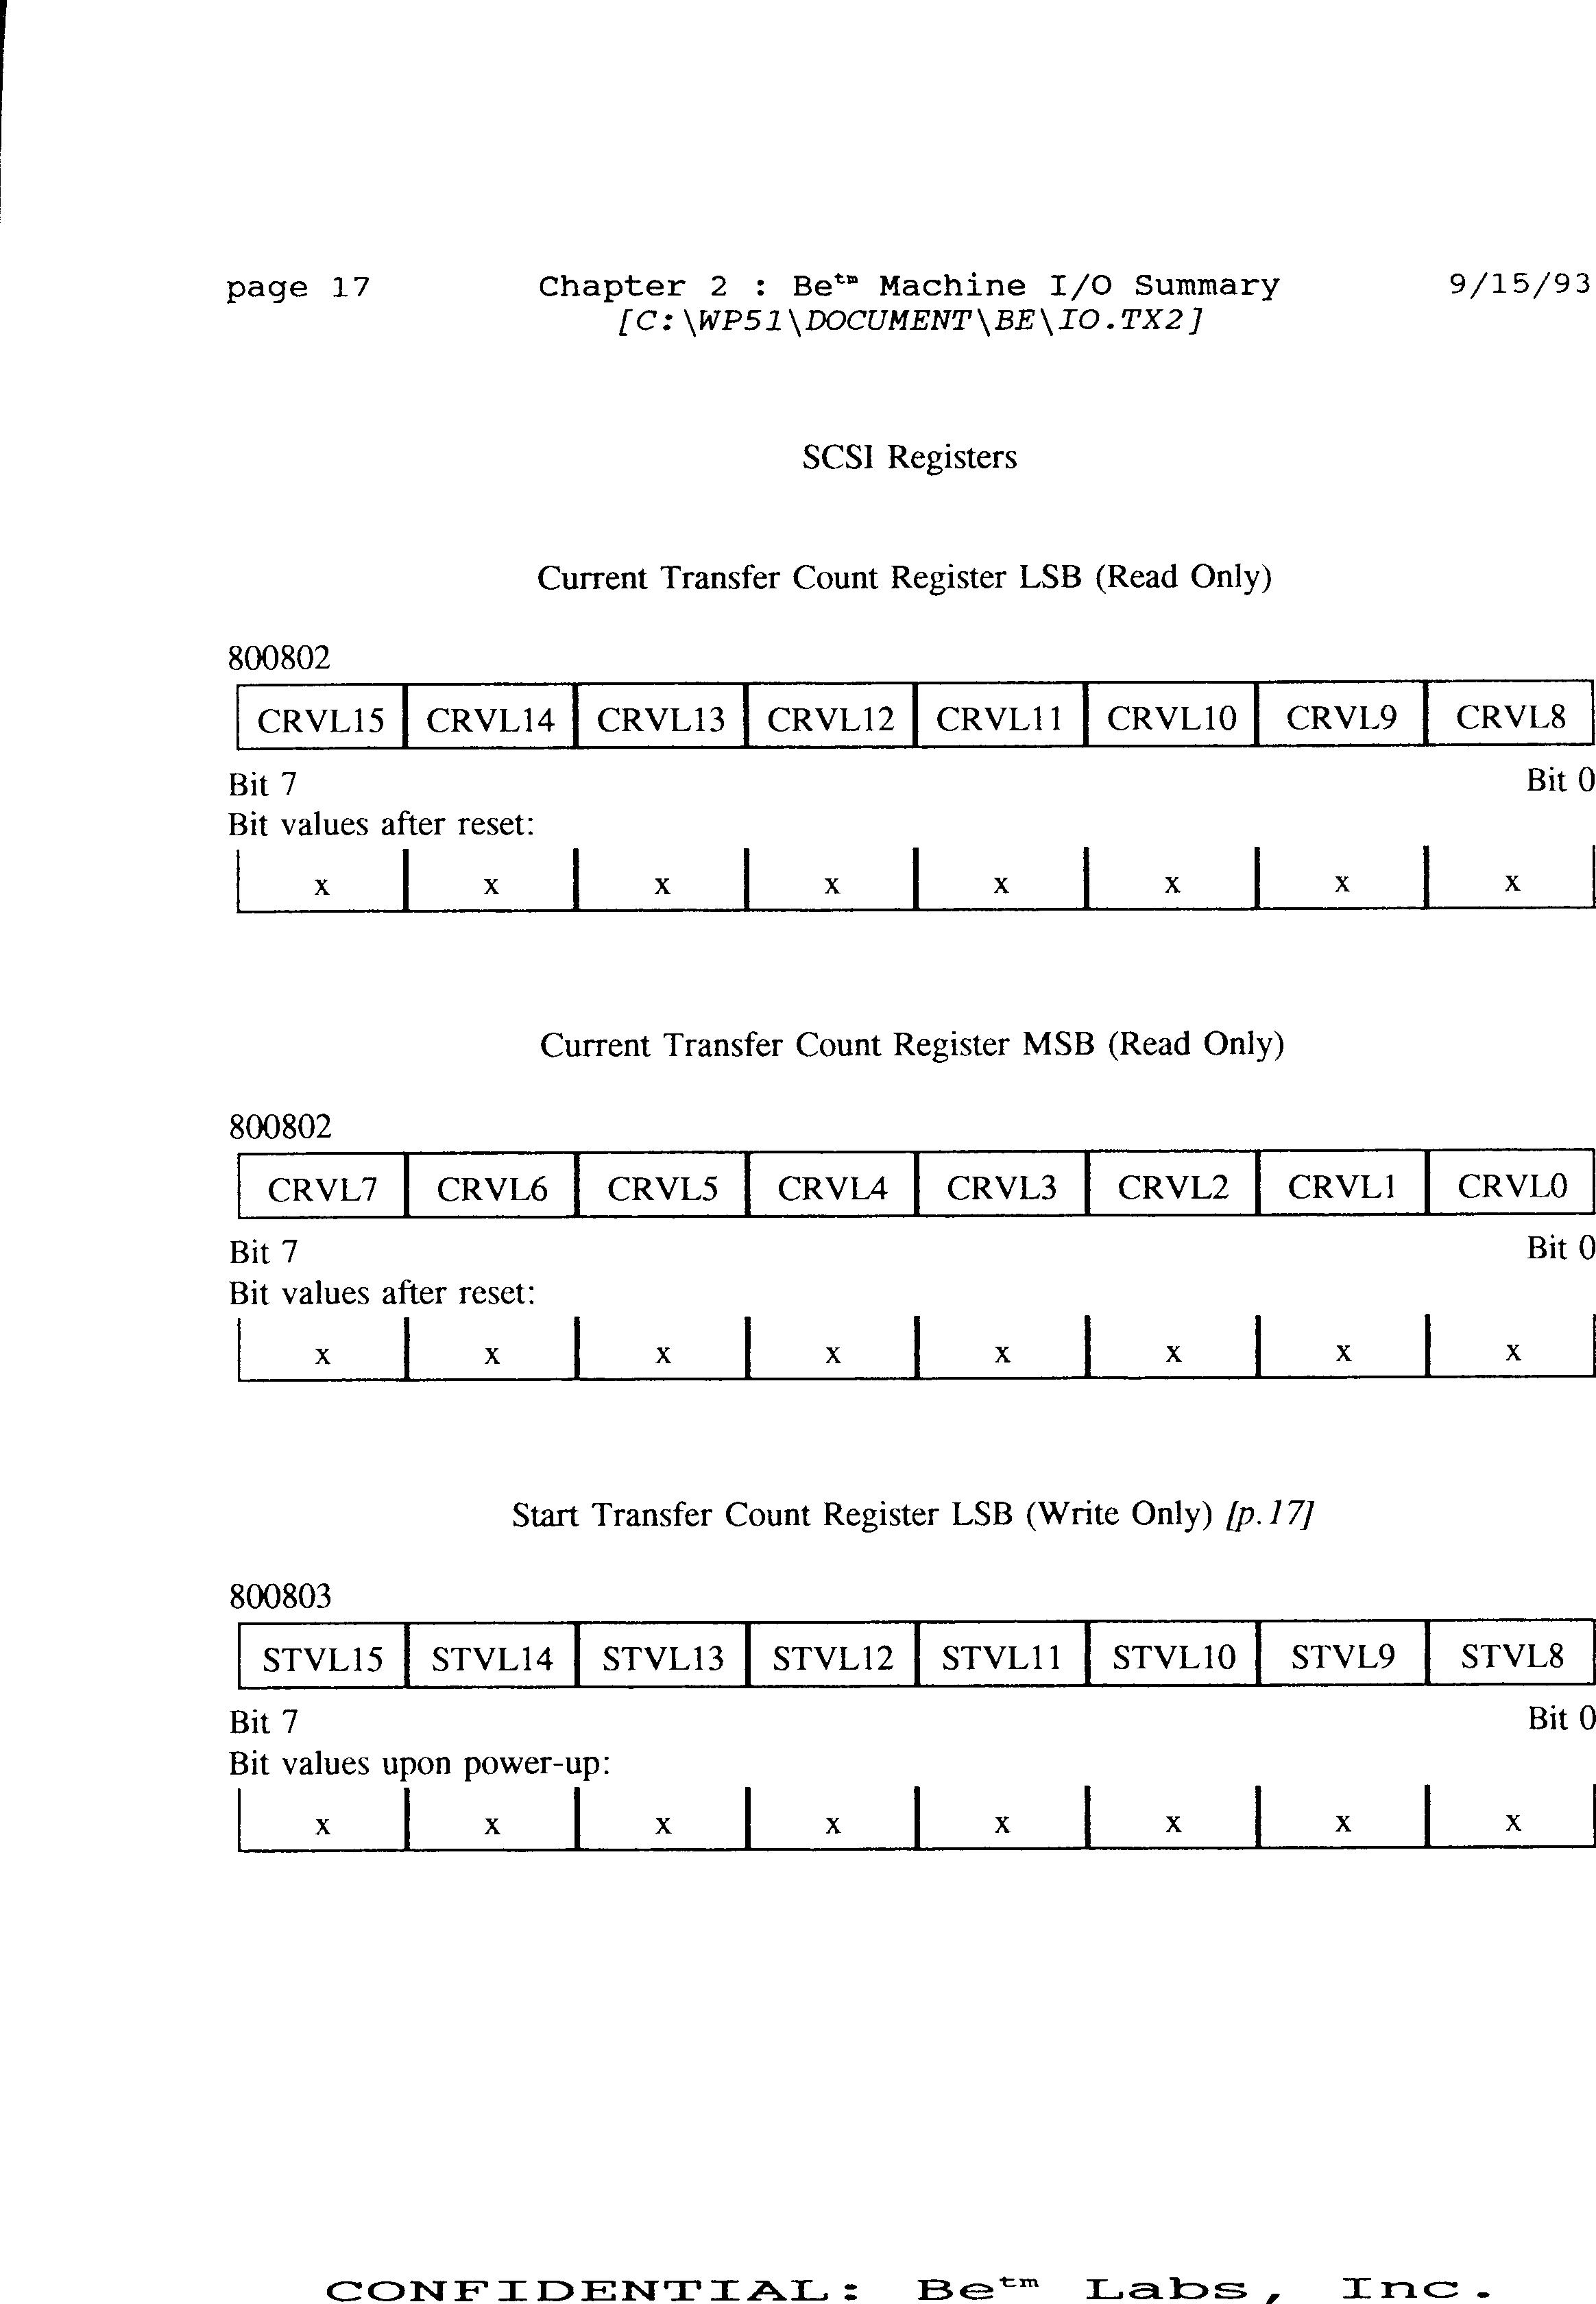 page 17 Chapter 2 : Be™ Machine I/O Summary 9/15/93
[C:\WP51\DOCUMENT\BE\IO.TX2]
SCSI Registers
Current Transfer Count Register LSB (Read Only)
800802
CRVL15 CRVL14 CRVL13 CRVL12 CRVL11 CRVL10 CRVL9 CRVL8
Bit 7 Bit 0
Bit values after reset:
x x x x x x x x
Current Transfer Count Register MSB (Read Only)
800802
CRVL7 CRVL6 CRVL5 CRVL4 CRVL3 CRVL2 CRVL1 CRVL0
Bit 7 Bit 0
Bit values after reset:
x x x x x x x x
Start Transfer Count Register LSB (Write Only) [p.17]
800803
STVL15 STVL14 STVL13 STVL12 STVL11 STVL10 STVL9 STVL8
Bit 7 Bit 0
Bit values upon power-up:
x x x x x x x x
CONFIDENTIAL: Be™ Labs, Inc.